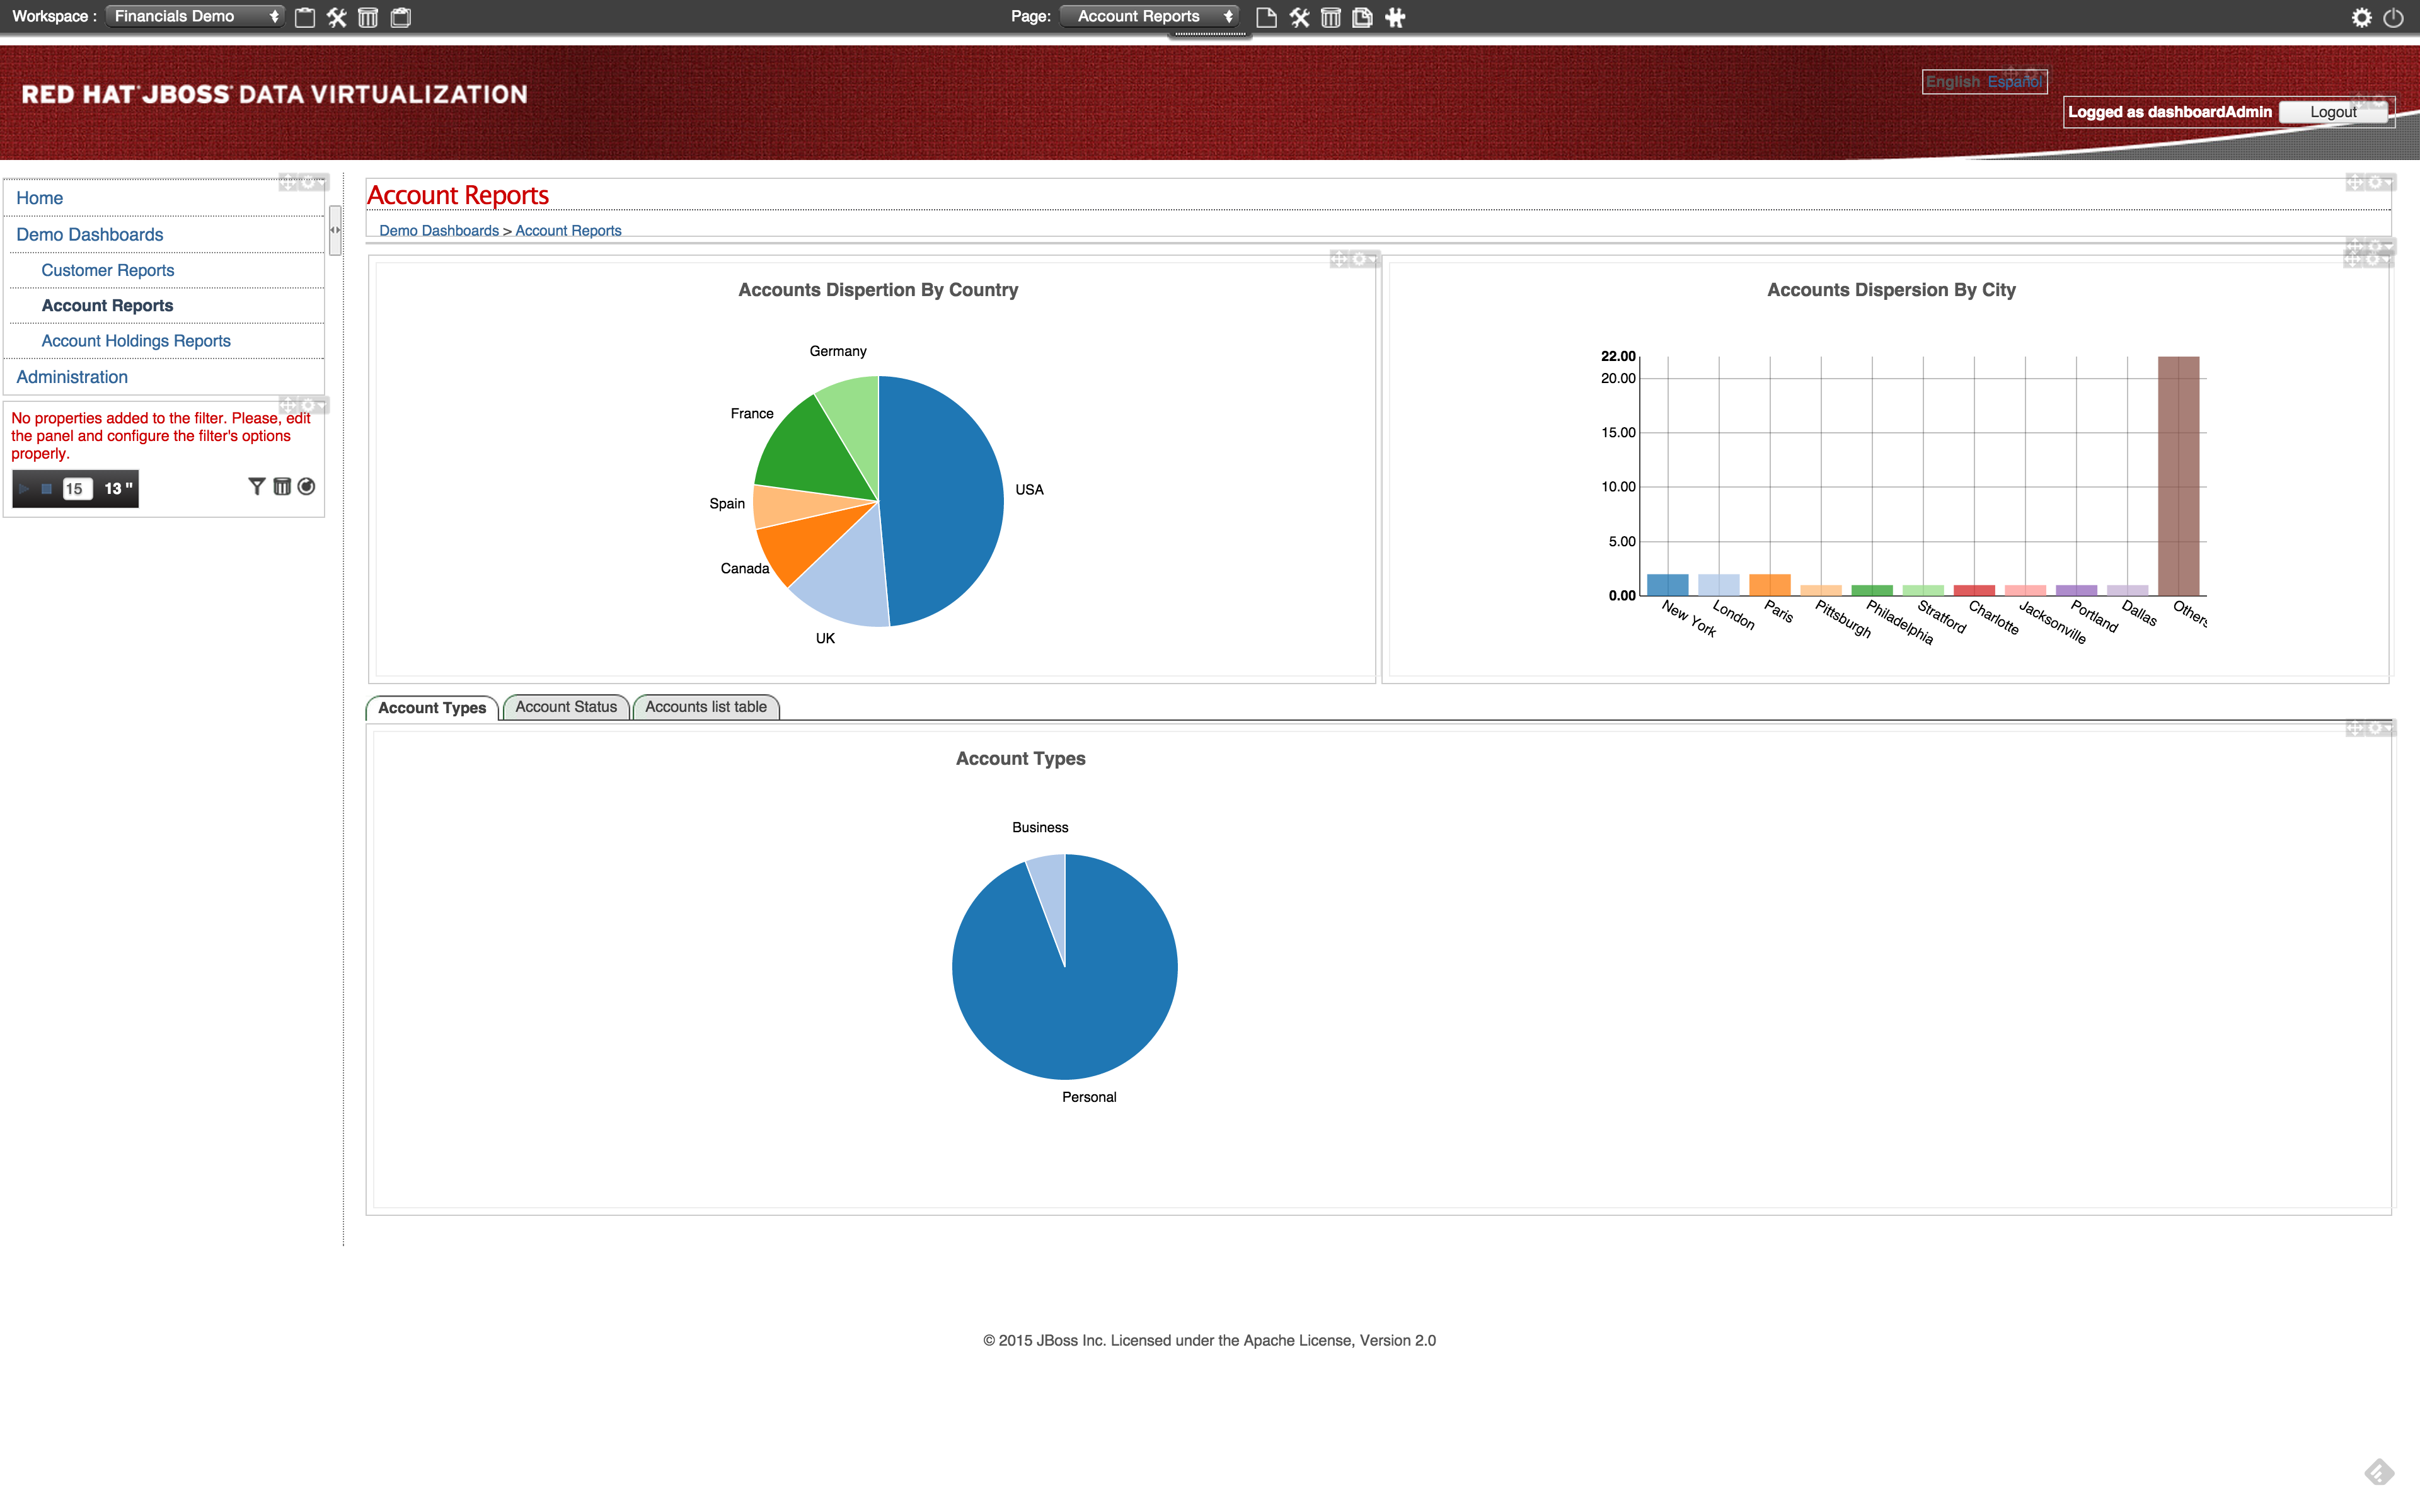 Workspace : Financials Demo
Page: Account Reports
RED HAT JBOSS DATA VIRTUALIZATION
English Español
Logged as dashboardAdmin Logout
Home
Demo Dashboards
Customer Reports
Account Reports
Account Holdings Reports
Administration
No properties added to the filter. Please, edit
the panel and configure the filter's options
properly.
15 13 "
Account Reports
Demo Dashboards > Account Reports
Accounts Dispertion By Country
Germany
France
USA
Spain
Canada
UK
Accounts Dispersion By City
22.00
20.00
15.00
10.00
5.00
0.00
New York
London
Paris
Pittsburgh
Philadelphia
Stratford
Charlotte
Jacksonville
Portland
Dallas
Others
Account Types Account Status Accounts list table
Account Types
Business
Personal
© 2015 JBoss Inc. Licensed under the Apache License, Version 2.0